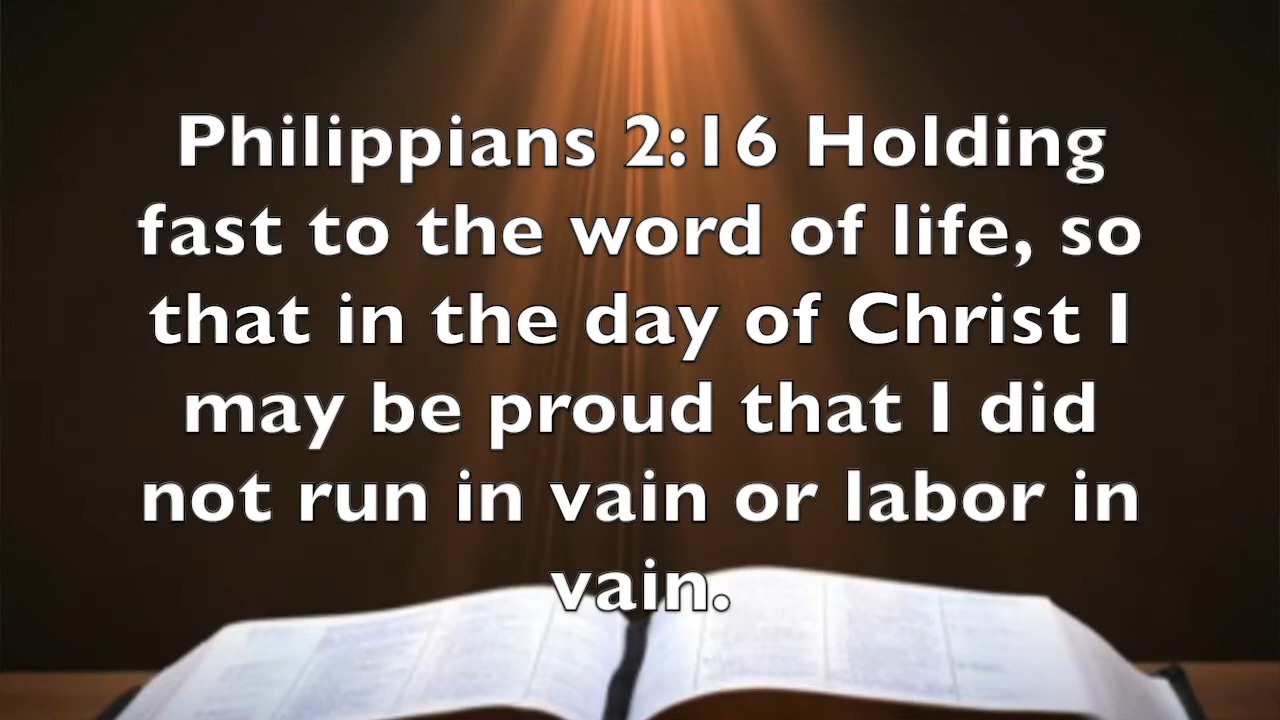 Philippians 2:16 Holding
fast to the word of life, so
that in the day of Christ I
may be proud that I did
not run in vain or labor in
vain.